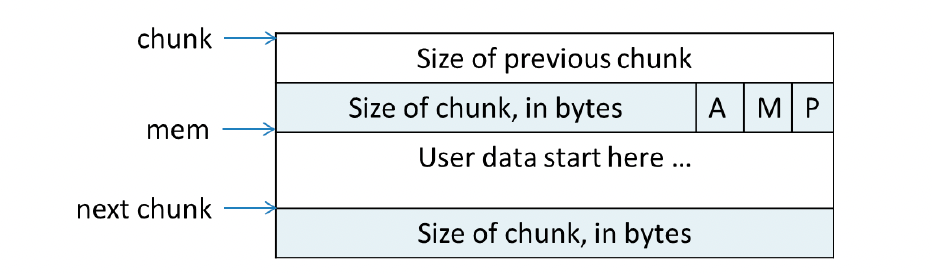 chunk
Size of previous chunk
Size of chunk, in bytes A M P
mem
User data start here ...
next chunk
Size of chunk, in bytes